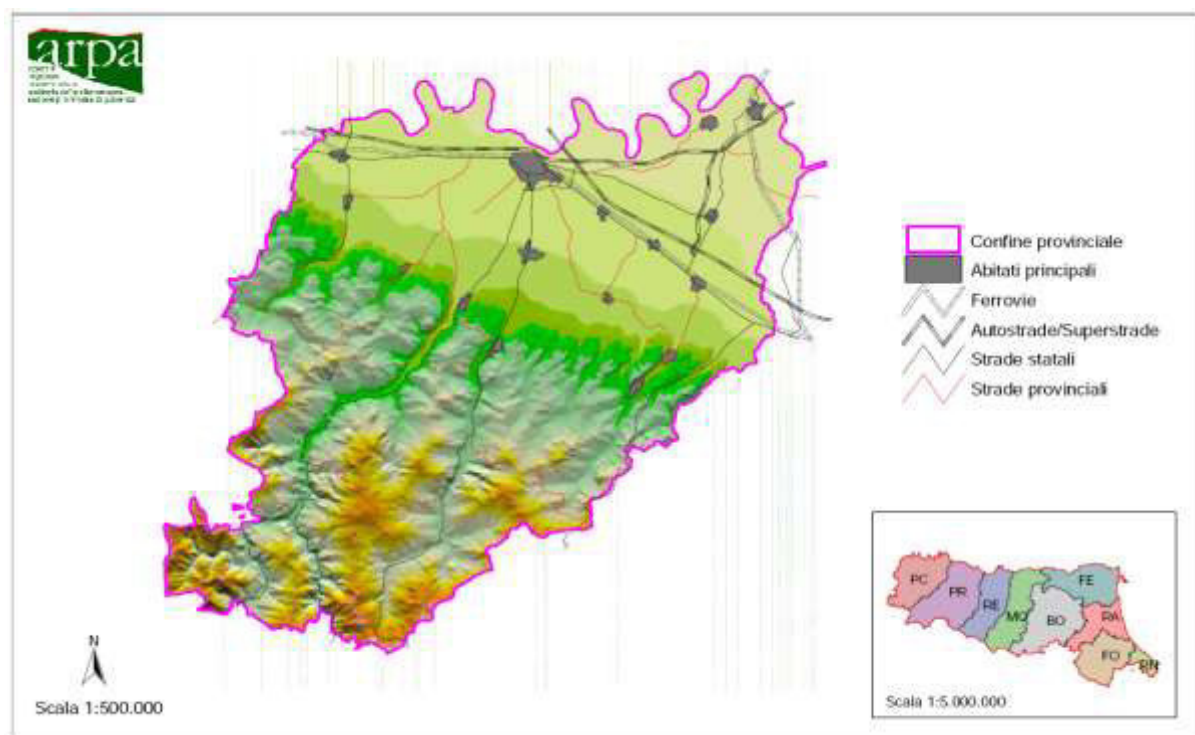 arpa
Confine provinciale
Abitati principali
Ferrovie
Autostrade/Superstrade
Strade statali
Strade provinciali
N
Scala 1:500.000
PC
PR
RE
MO
BO
FE
RA
FO
RN
Scala 1:5.000.000